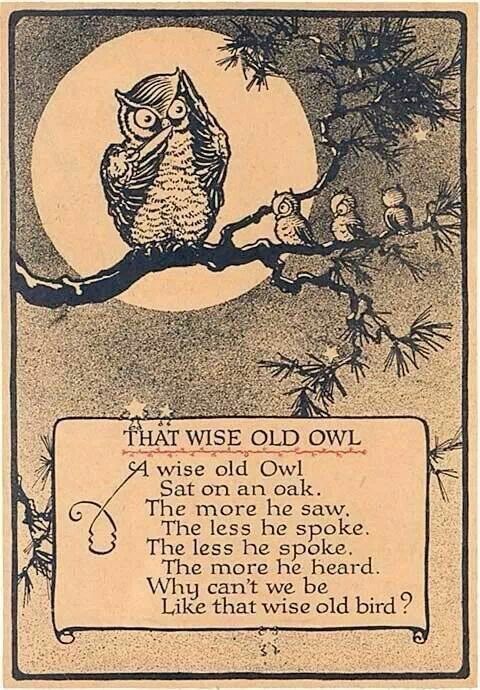 THAT WISE OLD OWL
A wise old Owl
Sat on an oak.
The more he saw.
The less he spoke.
The less he spoke.
The more he heard.
Why can't we be
Like that wise old bird?